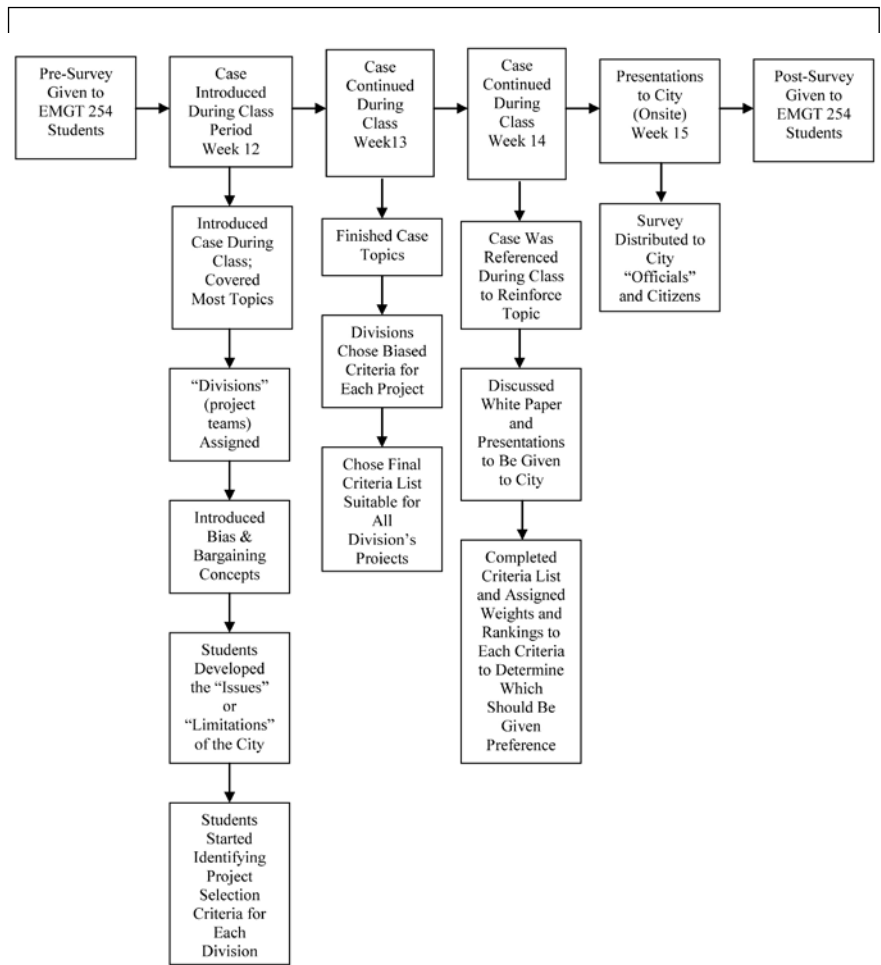 Pre-Survey
Given to
EMGT 254
Students
Case
Introduced
During Class
Period
Week 12
Case
Continued
During
Class
Week13
Case
Continued
During
Class
Week 14
Presentations
to City
(Onsite)
Week 15
Post-Survey
Given to
EMGT 254
Students
Introduced
Case During
Class;
Covered
Most Topics
“Divisions”
(project
teams)
Assigned
Introduced
Bias &
Bargaining
Concepts
Students
Developed
the “Issues”
or
“Limitations”
of the City
Students
Started
Identifying
Project
Selection
Criteria for
Each
Division
Finished Case
Topics
Divisions
Chose Biased
Criteria for
Each Project
Chose Final
Criteria List
Suitable for
All
Division’s
Projects
Case Was
Referenced
During Class
to Reinforce
Topic
Discussed
White Paper
and
Presentations
to Be Given
to City
Completed
Criteria List
and Assigned
Weights and
Rankings to
Each Criteria
to Determine
Which
Should Be
Given
Preference
Survey
Distributed to
City
“Officials”
and Citizens